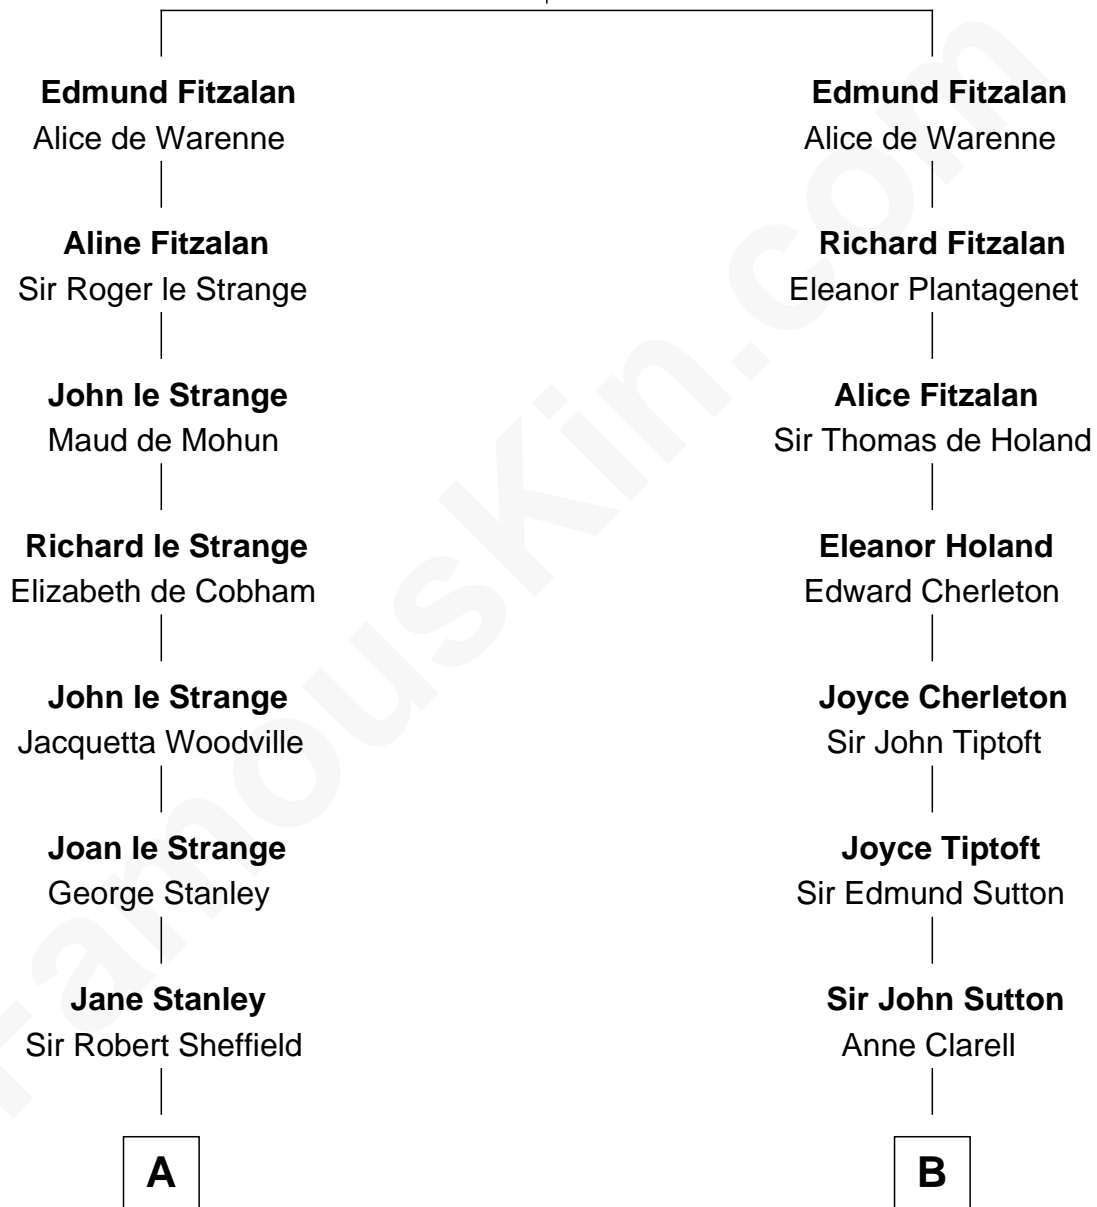 Edmund Fitzalan
Alice de Warenne
Aline Fitzalan
Sir Roger le Strange
John le Strange
Maud de Mohun
Richard le Strange
Elizabeth de Cobham
John le Strange
Jacquetta Woodville
Joan le Strange
George Stanley
Jane Stanley
Sir Robert Sheffield
A
Edmund Fitzalan
Alice de Warenne
Richard Fitzalan
Eleanor Plantagenet
Alice Fitzalan
Sir Thomas de Holand
Eleanor Holand
Edward Cherleton
Joyce Cherleton
Sir John Tiptoft
Joyce Tiptoft
Sir Edmund Sutton
Sir John Sutton
Anne Clarell
B
FamousKin.com